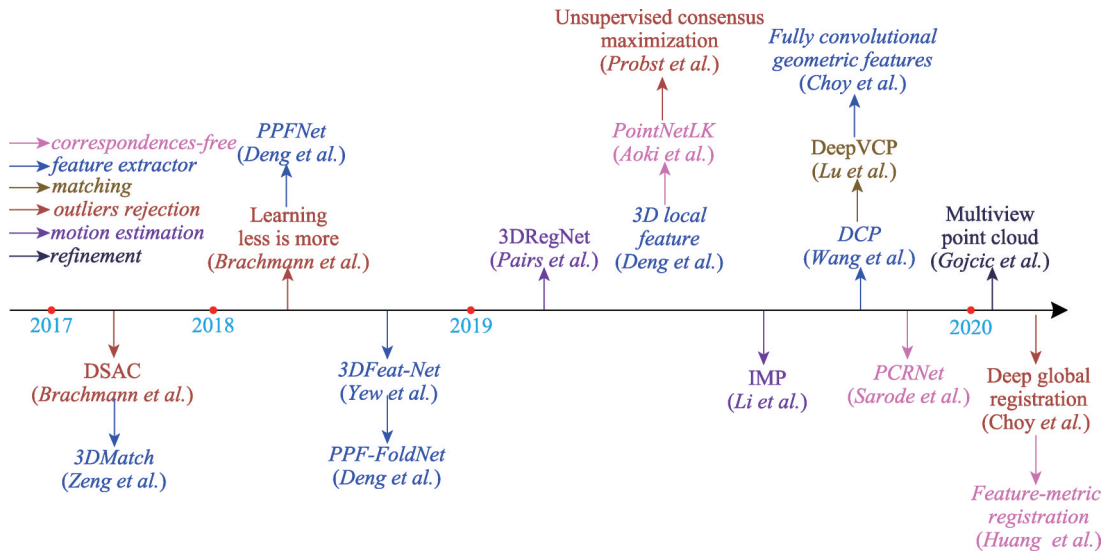 Unsupervised consensus
maximization
(Probst et al.)
Fully convolutional
geometric features
(Choy et al.)
correspondences-free
feature extractor
matching
outliers rejection
motion estimation
refinement
PPFNet
(Deng et al.)
PointNetLK
(Aoki et al.)
DeepVCP
(Lu et al.)
Learning
less is more
(Brachmann et al.)
3DRegNet
(Pairs et al.)
3D local
feature
(Deng et al.)
DCP
(Wang et al.)
Multiview
point cloud
(Gojcic et al.)
2017
2018
2019
2020
DSAC
(Brachmann et al.)
3DFeat-Net
(Yew et al.)
IMP
(Li et al.)
PCRNet
(Sarode et al.)
Deep global
registration
(Choy et al.)
3DMatch
(Zeng et al.)
PPF-FoldNet
(Deng et al.)
Feature-metric
registration
(Huang et al.)